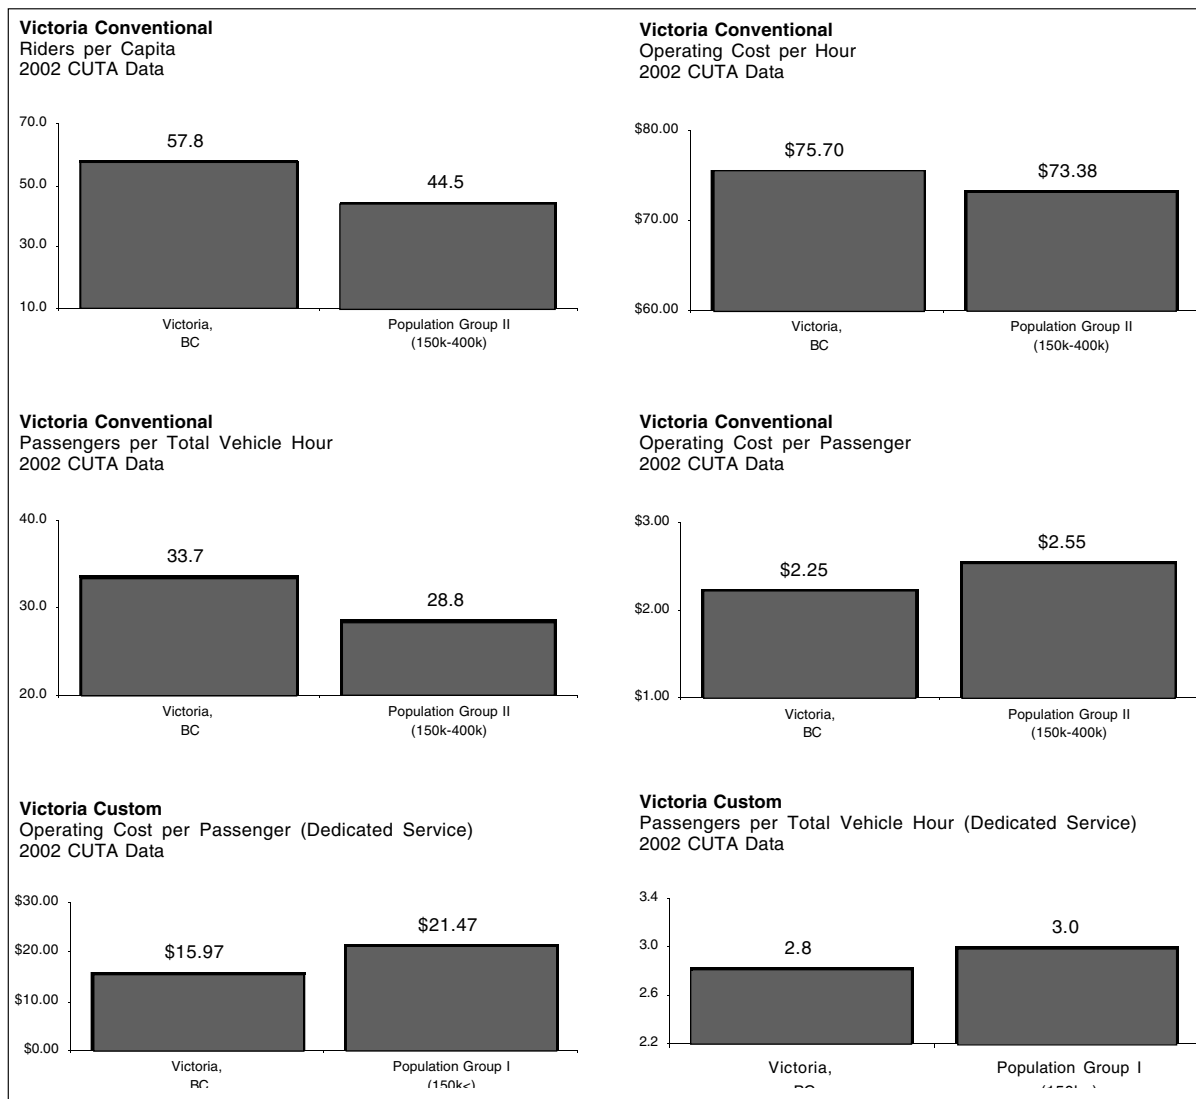 Victoria Conventional
Riders per Capita
2002 CUTA Data
70.0
50.0
30.0
10.0
57.8
44.5
Victoria,
BC
Population Group II
(150k-400k)
Victoria Conventional
Operating Cost per Hour
2002 CUTA Data
$80.00
$70.00
$60.00
$75.70
$73.38
Victoria,
BC
Population Group II
(150k-400k)
Victoria Conventional
Passengers per Total Vehicle Hour
2002 CUTA Data
40.0
30.0
20.0
33.7
28.8
Victoria,
BC
Population Group II
(150k-400k)
Victoria Conventional
Operating Cost per Passenger
2002 CUTA Data
$3.00
$2.00
$1.00
$2.25
$2.55
Victoria,
BC
Population Group II
(150k-400k)
Victoria Custom
Operating Cost per Passenger (Dedicated Service)
2002 CUTA Data
$30.00
$20.00
$10.00
$0.00
$15.97
$21.47
Victoria,
BC
Population Group I
(150k<)
Victoria Custom
Passengers per Total Vehicle Hour (Dedicated Service)
2002 CUTA Data
3.4
3.0
2.6
2.2
2.8
3.0
Victoria,
Population Group I